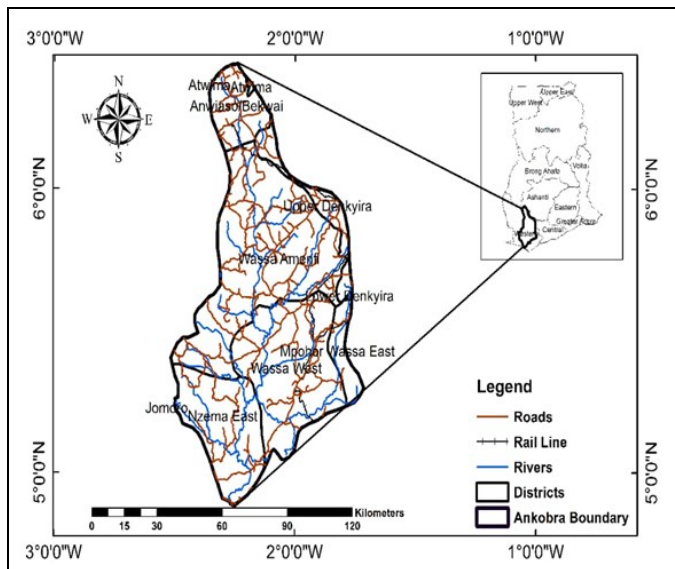 3°0'0"W 2°0'0"W 1°0'0"W
N
W E
S
Atwima
Atwima
Anwiaso Bekwai
Upper Denkyira
Wassa Amenfi
Lower Denkyira
Mpohor Wassa East
Wassa West
Jomoro
Nzema East
Upper East
Upper West
Northern
Brong Ahafo
Volta
Ashanti
Eastern
Greater Accra
Central
Western
6°0'0"N 6°0'0"N
5°0'0"N 5°0'0"N
Legend
Roads
Rail Line
Rivers
Districts
Ankobra Boundary
Kilometers
0 15 30 60 90 120
3°0'0"W 2°0'0"W 1°0'0"W